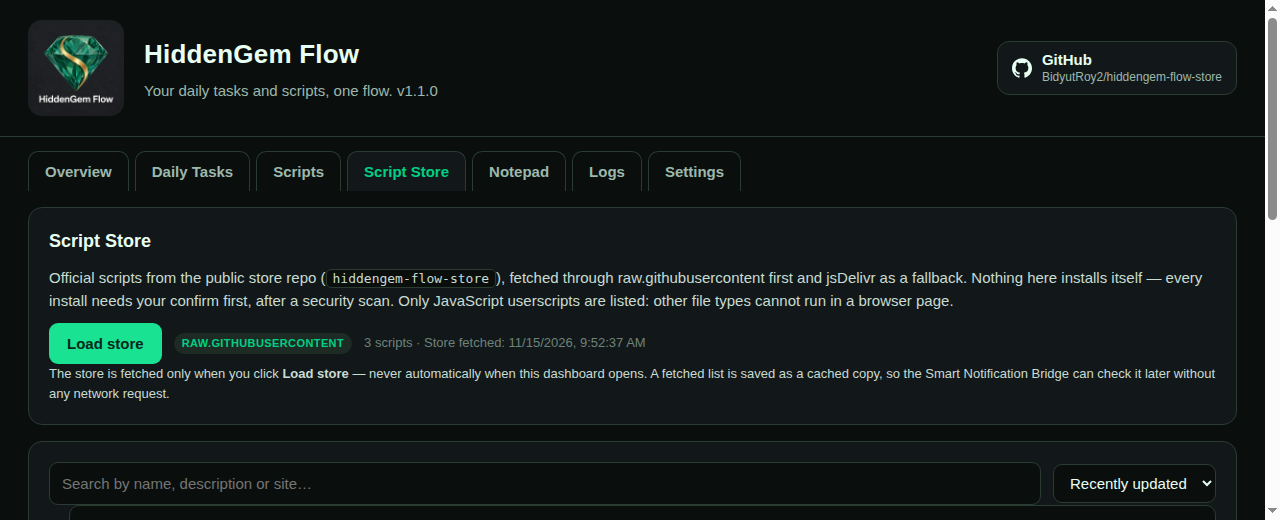 HiddenGem Flow
HiddenGem Flow
Your daily tasks and scripts, one flow. v1.1.0
GitHub
BidyutRoy2/hiddengem-flow-store
Overview
Daily Tasks
Scripts
Script Store
Notepad
Logs
Settings
Script Store
Official scripts from the public store repo (hiddengem-flow-store), fetched through raw.githubusercontent first and jsDelivr as a fallback. Nothing here installs itself — every
install needs your confirm first, after a security scan. Only JavaScript userscripts are listed: other file types cannot run in a browser page.
Load store
RAW.GITHUBUSERCONTENT
3 scripts · Store fetched: 11/15/2026, 9:52:37 AM
The store is fetched only when you click Load store — never automatically when this dashboard opens. A fetched list is saved as a cached copy, so the Smart Notification Bridge can check it later without
any network request.
Search by name, description or site…
Recently updated